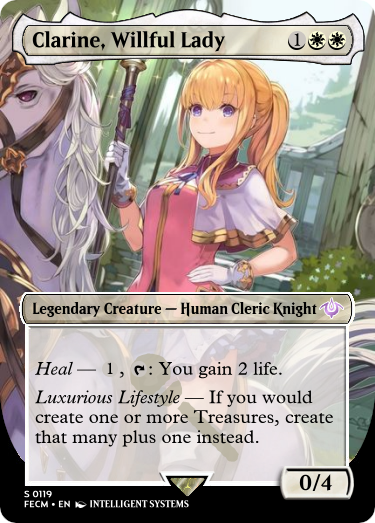 Clarine, Willful Lady 1
Legendary Creature — Human Cleric Knight
Heal — 1 , : You gain 2 life.
Luxurious Lifestyle — If you would
create one or more Treasures, create
that many plus one instead.
0/4
S 0119
FECM • EN INTELLIGENT SYSTEMS